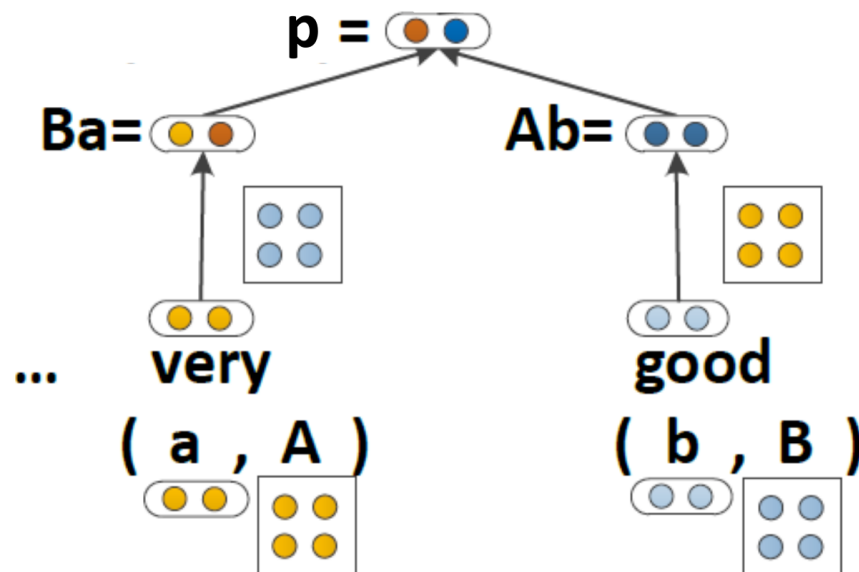 p =
Ba= Ab=
... very good
( a , A ) ( b , B )